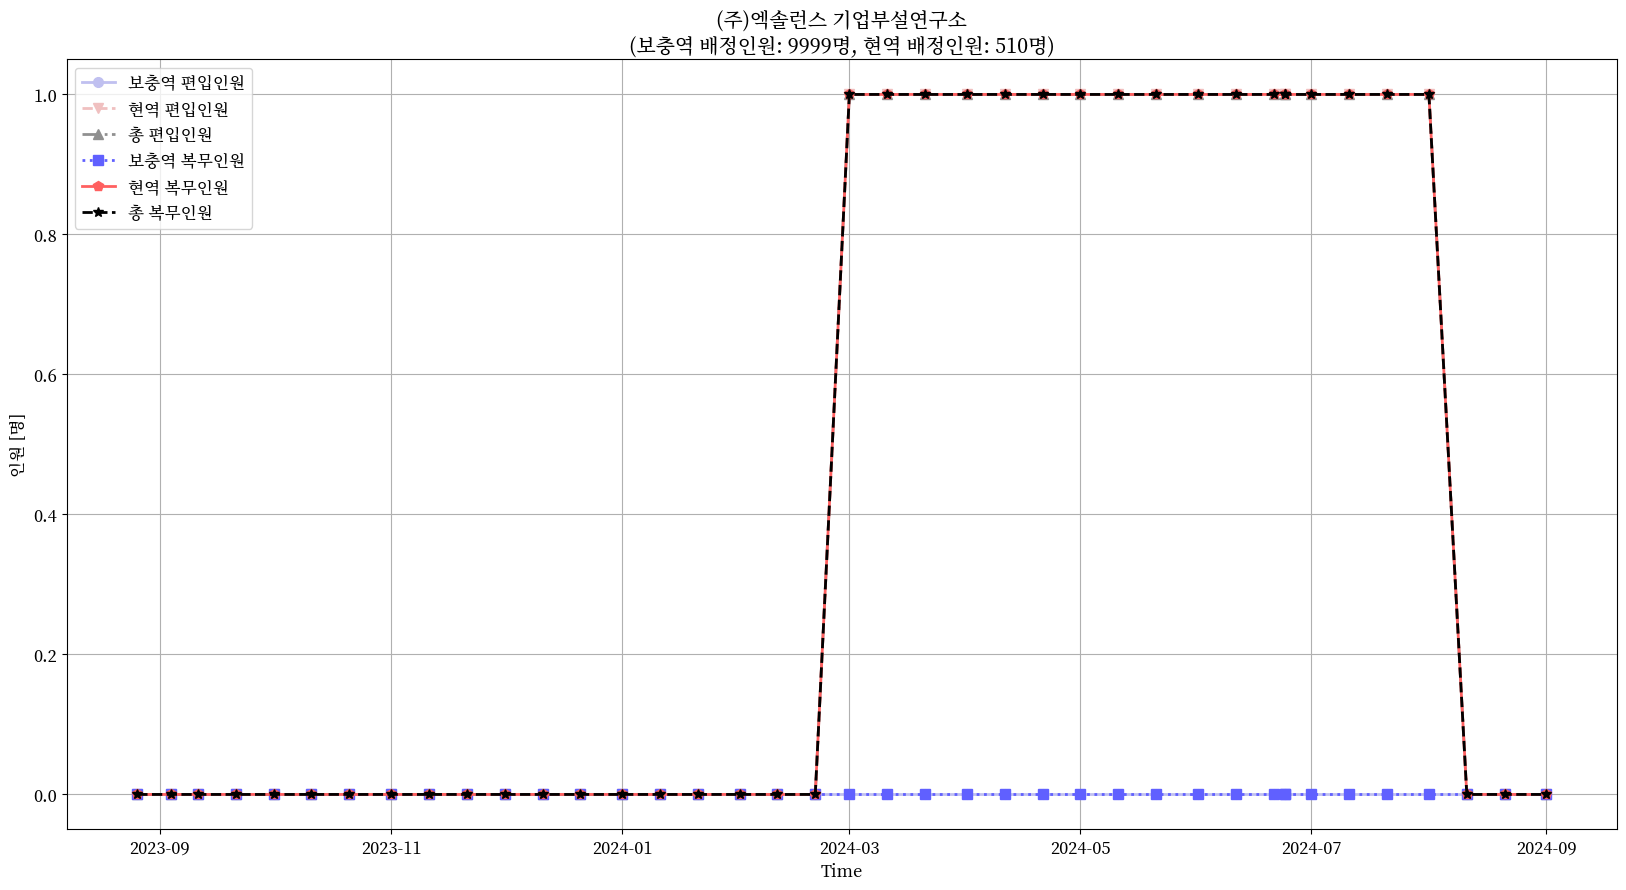 (주)엑솔런스 기업부설연구소
(보충역 배정인원: 9999명, 현역 배정인원: 510명)
보충역 편입인원
현역 편입인원
총 편입인원
보충역 복무인원
현역 복무인원
총 복무인원
1.0
0.8
0.6
0.4
0.2
0.0
인원 [명]
2023-09
2023-11
2024-01
2024-03
2024-05
2024-07
2024-09
Time